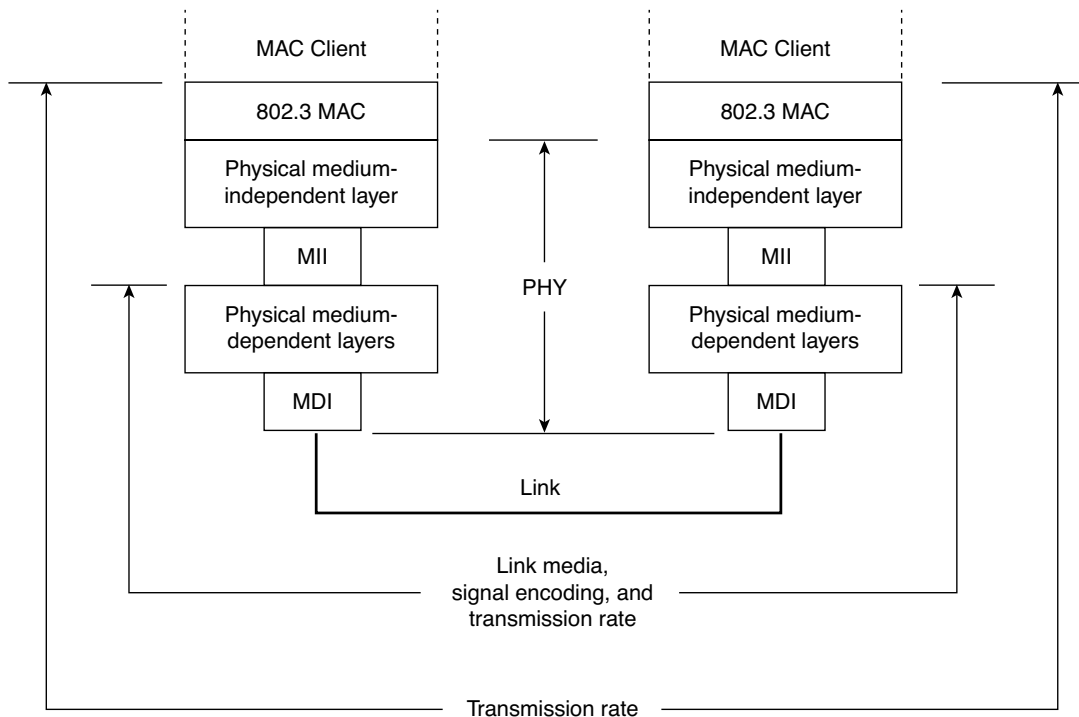 MAC Client
802.3 MAC
Physical medium-
independent layer
MII
Physical medium-
dependent layers
MDI
MAC Client
802.3 MAC
Physical medium-
independent layer
MII
Physical medium-
dependent layers
MDI
PHY
Link
Link media,
signal encoding, and
transmission rate
Transmission rate